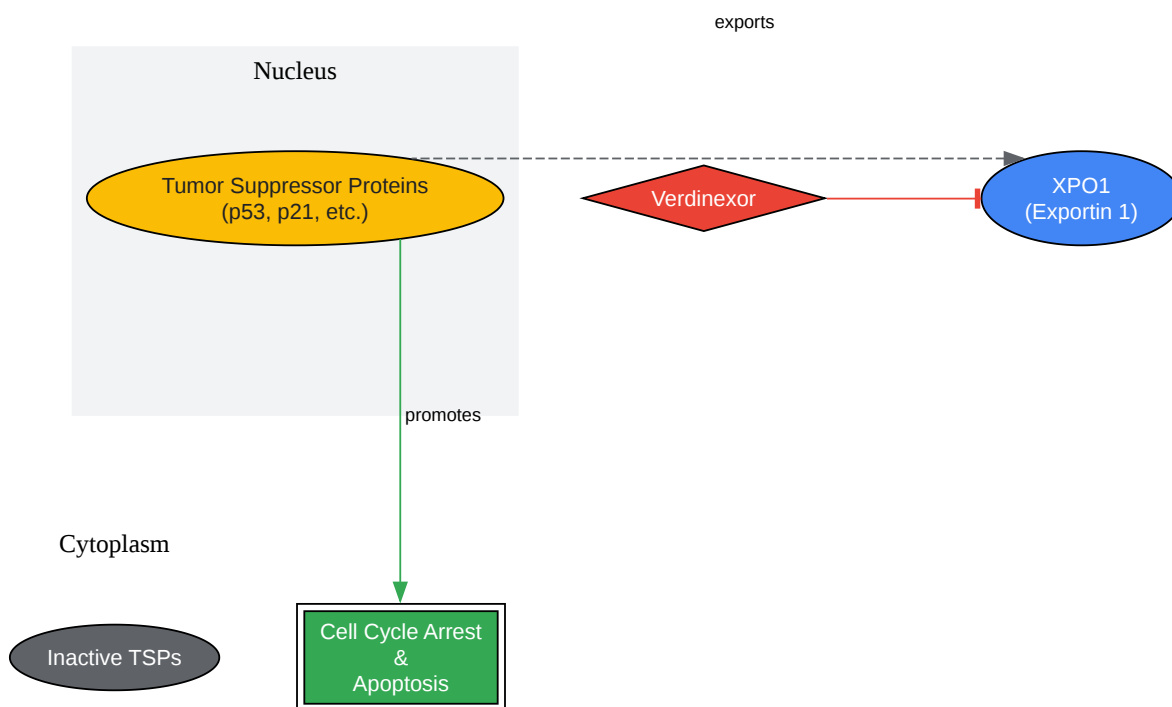 exports
Nucleus
Tumor Suppressor Proteins
(p53, p21, etc.)
Verdinexor
XPO1
(Exportin 1)
promotes
Cytoplasm
Inactive TSPs
Cell Cycle Arrest
&
Apoptosis